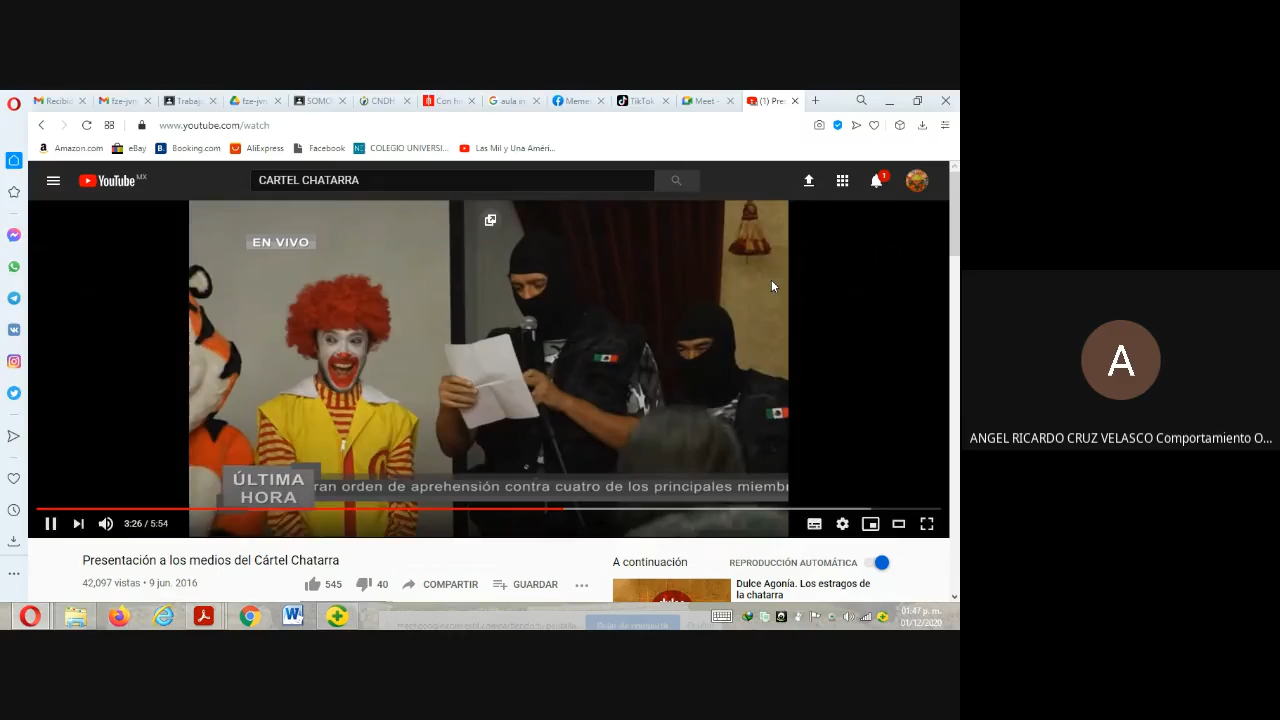 Recibid
fze-jvn
Trabaj
fze-jvn
SOMO
CNDH
Con h
aula in
Meme
TikTok
Meet -
(1) Pre
www.youtube.com/watch
Amazon.com eBay Booking.com AliExpress Facebook COLEGIO UNIVERSI... Las Mil y Una Améri...
YouTube MX
CARTEL CHATARRA
1
EN VIVO
ÚLTIMA
HORA
ran orden de aprehensión contra cuatro de los principales miembr
3:26 / 5:54
Presentación a los medios del Cártel Chatarra
42,097 vistas • 9 jun. 2016
545 40 COMPARTIR GUARDAR
A continuación
REPRODUCCIÓN AUTOMÁTICA
Dulce Agonía. Los estragos de
la chatarra
01:47 p. m.
01/12/2020
A
ANGEL RICARDO CRUZ VELASCO Comportamiento O...